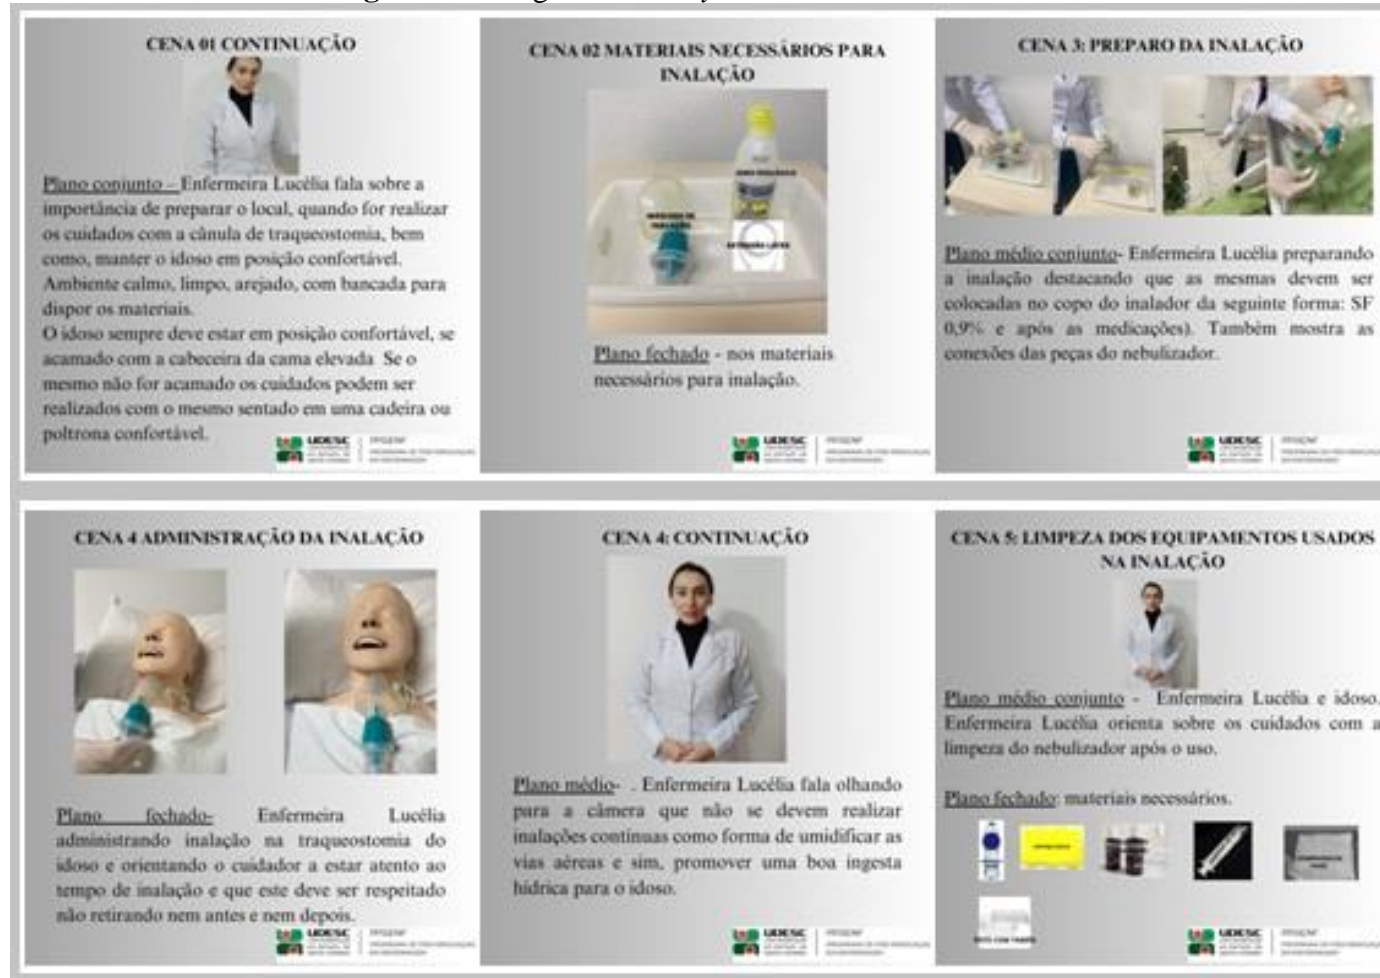 CENA 01 CONTINUAÇÃO
Plano conjunto – Enfermeira Lucélia fala sobre a
importância de preparar o local, quando for realizar
os cuidados com a cânula de traqueostomia, bem
como, manter o idoso em posição confortável.
Ambiente calmo, limpo, arejado, com bancada para
dispor os materiais.
O idoso sempre deve estar em posição confortável, se
acamado com a cabeceira da cama elevada Se o
mesmo não for acamado os cuidados podem ser
realizados com o mesmo sentado em uma cadeira ou
poltrona confortável.
UDESC
CENA 02 MATERIAIS NECESSÁRIOS PARA
INALAÇÃO
MÁSCARA DE
INALAÇÃO
Plano fechado - nos materiais
necessários para inalação.
UDESC
CENA 3: PREPARO DA INALAÇÃO
Plano médio conjunto- Enfermeira Lucélia preparando
a inalação destacando que as mesmas devem ser
colocadas no copo do inalador da seguinte forma: SF
0,9% e após as medicações). Também mostra as
conexões das peças do nebulizador.
UDESC
CENA 4 ADMINISTRAÇÃO DA INALAÇÃO
Plano fechado- Enfermeira Lucélia
administrando inalação na traqueostomia do
idoso e orientando o cuidador a estar atento ao
tempo de inalação e que este deve ser respeitado
não retirando nem antes e nem depois.
UDESC
CENA 4: CONTINUAÇÃO
Plano médio- . Enfermeira Lucélia fala olhando
para a câmera que não se devem realizar
inalações contínuas como forma de umidificar as
vias aéreas e sim, promover uma boa ingesta
hídrica para o idoso.
UDESC
CENA 5: LIMPEZA DOS EQUIPAMENTOS USADOS
NA INALAÇÃO
Plano médio conjunto - Enfermeira Lucélia e idoso.
Enfermeira Lucélia orienta sobre os cuidados com a
limpeza do nebulizador após o uso.
Plano fechado: materiais necessários.
UDESC